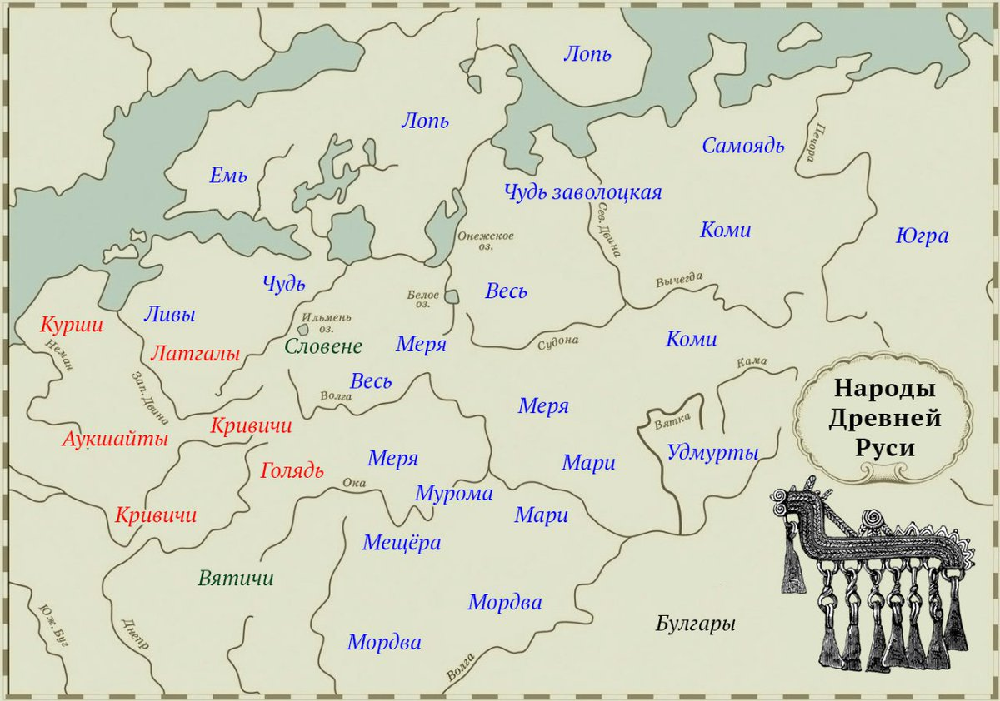 Лопь
Лопь
Печора
Самоядь
Емь
Чудь заволоцкая
Сев. Двина
Коми
Югра
Онежское
оз.
Чудь
Вычегда
Белое
оз.
Весь
Ливы
Курши
Ильмень
оз.
Неман
Словене
Меря
Судона
Коми
Латгалы
Кама
Весь
Волга
Зап. Двина
Меря
Вятка
Народы
Древней
Руси
Кривичи
Аукшайты
Удмурты
Меря
Мари
Голядь
Ока
Мурома
Кривичи
Мари
Мещёра
Вятичи
Мордва
Юж. Буг
Днепр
Булгары
Мордва
Волга